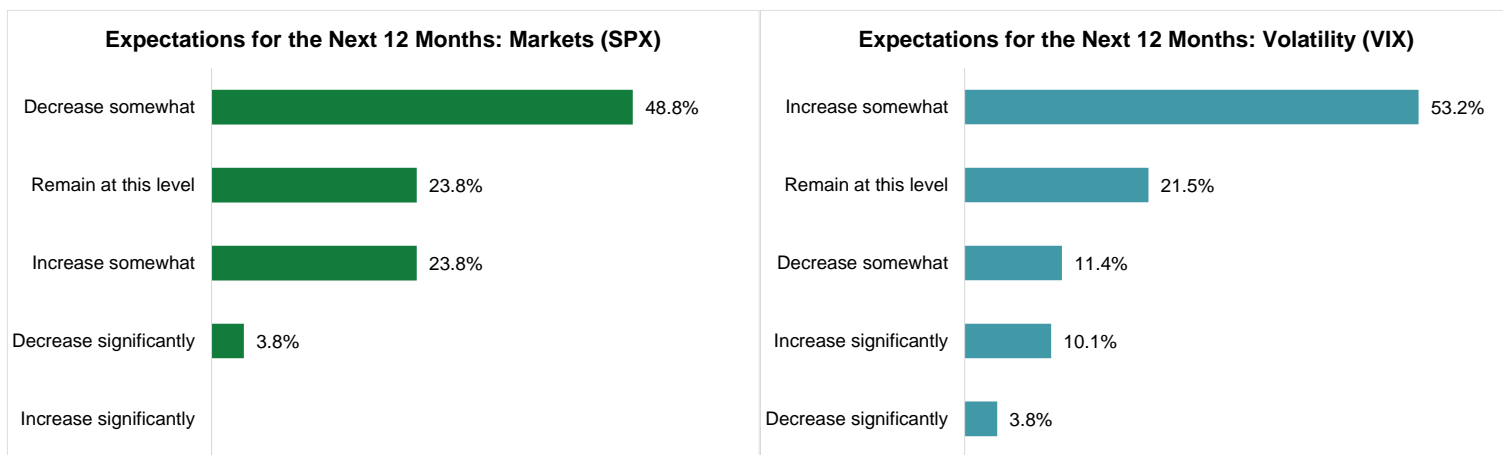 Expectations for the Next 12 Months: Markets (SPX)
Decrease somewhat 48.8%
Remain at this level 23.8%
Increase somewhat 23.8%
Decrease significantly 3.8%
Increase significantly
Expectations for the Next 12 Months: Volatility (VIX)
Increase somewhat 53.2%
Remain at this level 21.5%
Decrease somewhat 11.4%
Increase significantly 10.1%
Decrease significantly 3.8%